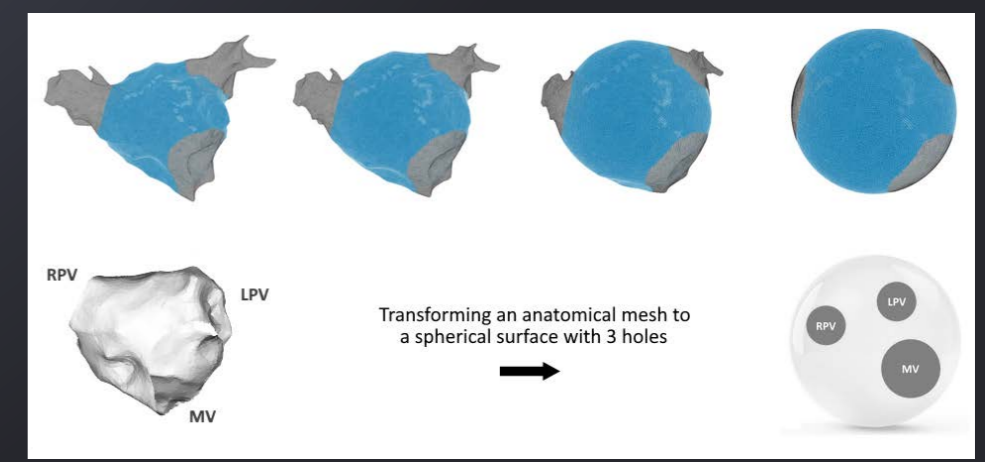 RPV
LPV
MV
Transforming an anatomical mesh to
a spherical surface with 3 holes
LPV
RPV
MV